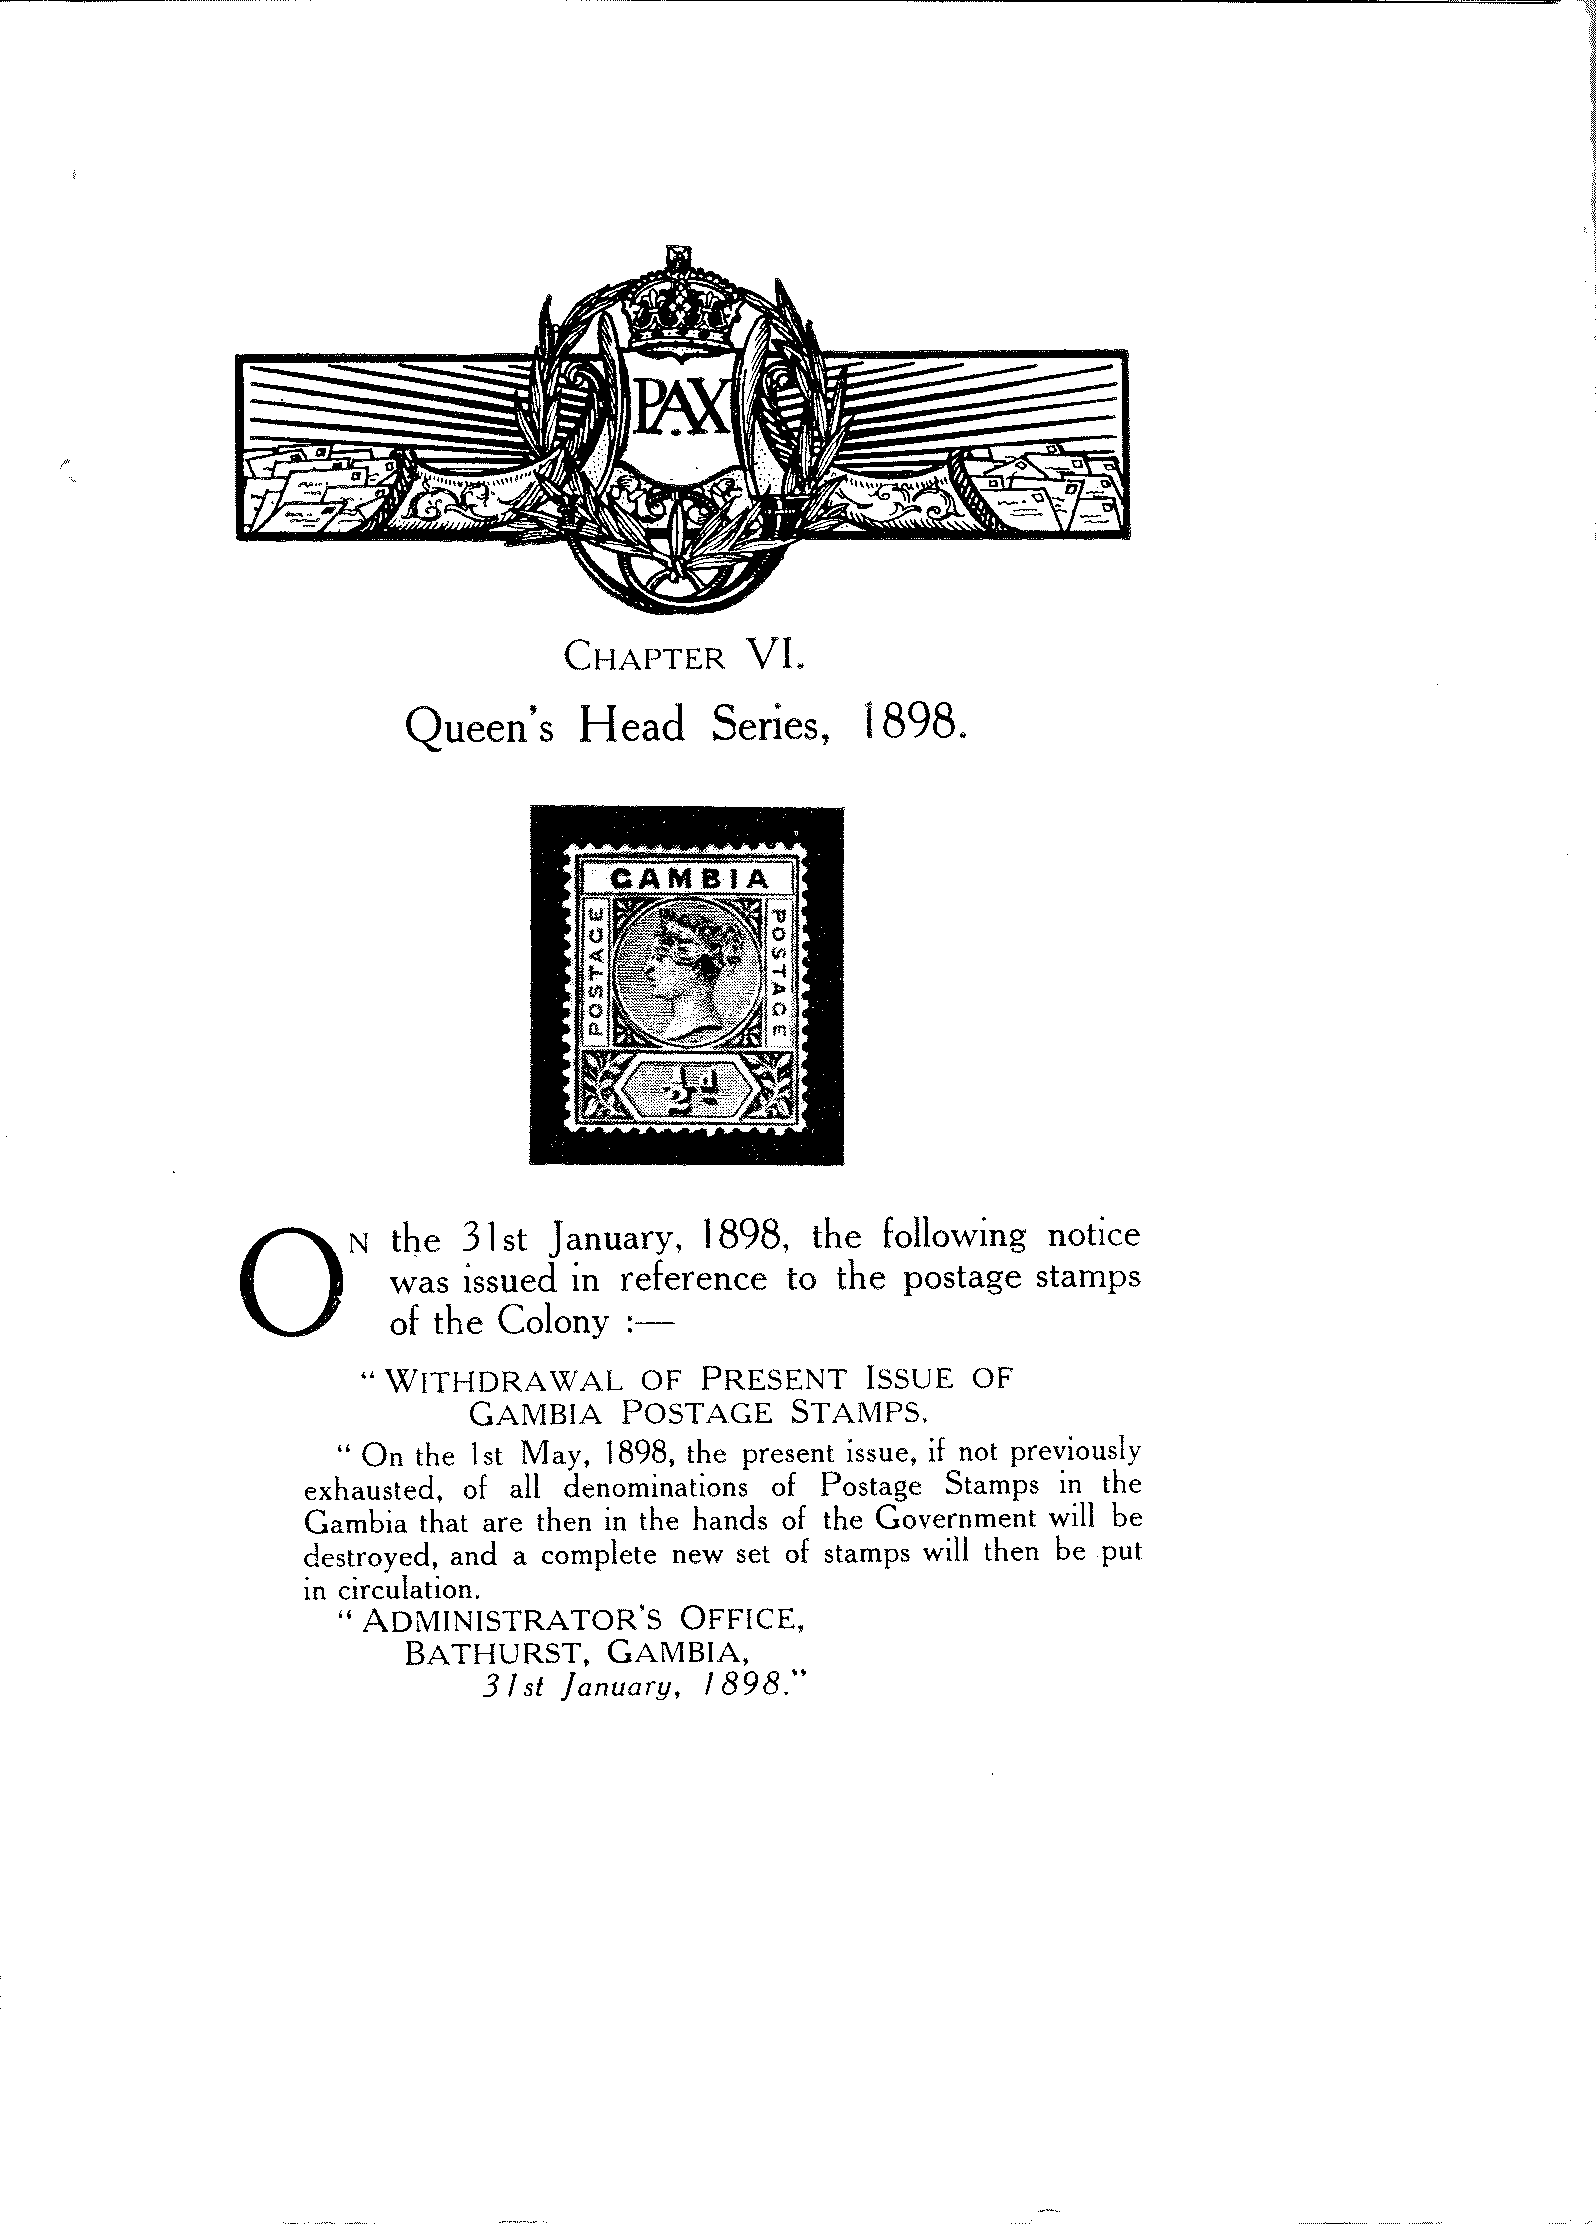 PAX
CHAPTER VI.
Queen's Head Series, 1898.
GAMBIA
POSTAGE
POSTAGE
½d
ON the 31st January, 1898, the following notice
was issued in reference to the postage stamps
of the Colony :—
“ WITHDRAWAL OF PRESENT ISSUE OF
GAMBIA POSTAGE STAMPS.
“ On the 1st May, 1898, the present issue, if not previously
exhausted, of all denominations of Postage Stamps in the
Gambia that are then in the hands of the Government will be
destroyed, and a complete new set of stamps will then be put
in circulation.
“ ADMINISTRATOR'S OFFICE,
BATHURST, GAMBIA,
31st January, 1898.”